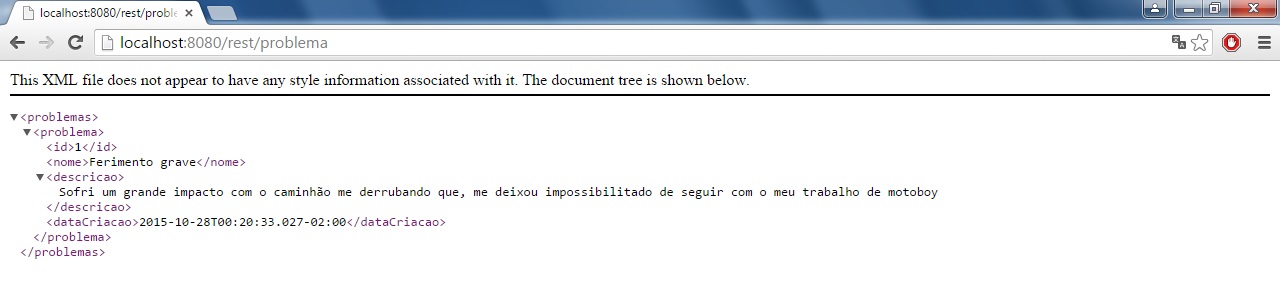 localhost:8080/rest/proble
localhost:8080/rest/problema
This XML file does not appear to have any style information associated with it. The document tree is shown below.
<problemas>
<problema>
<id>1</id>
<nome>Ferimento grave</nome>
<descricao>
Sofri um grande impacto com o caminhão me derrubando que, me deixou impossibilitado de seguir com o meu trabalho de motoboy
</descricao>
<dataCriacao>2015-10-28T00:20:33.027-02:00</dataCriacao>
</problema>
</problemas>